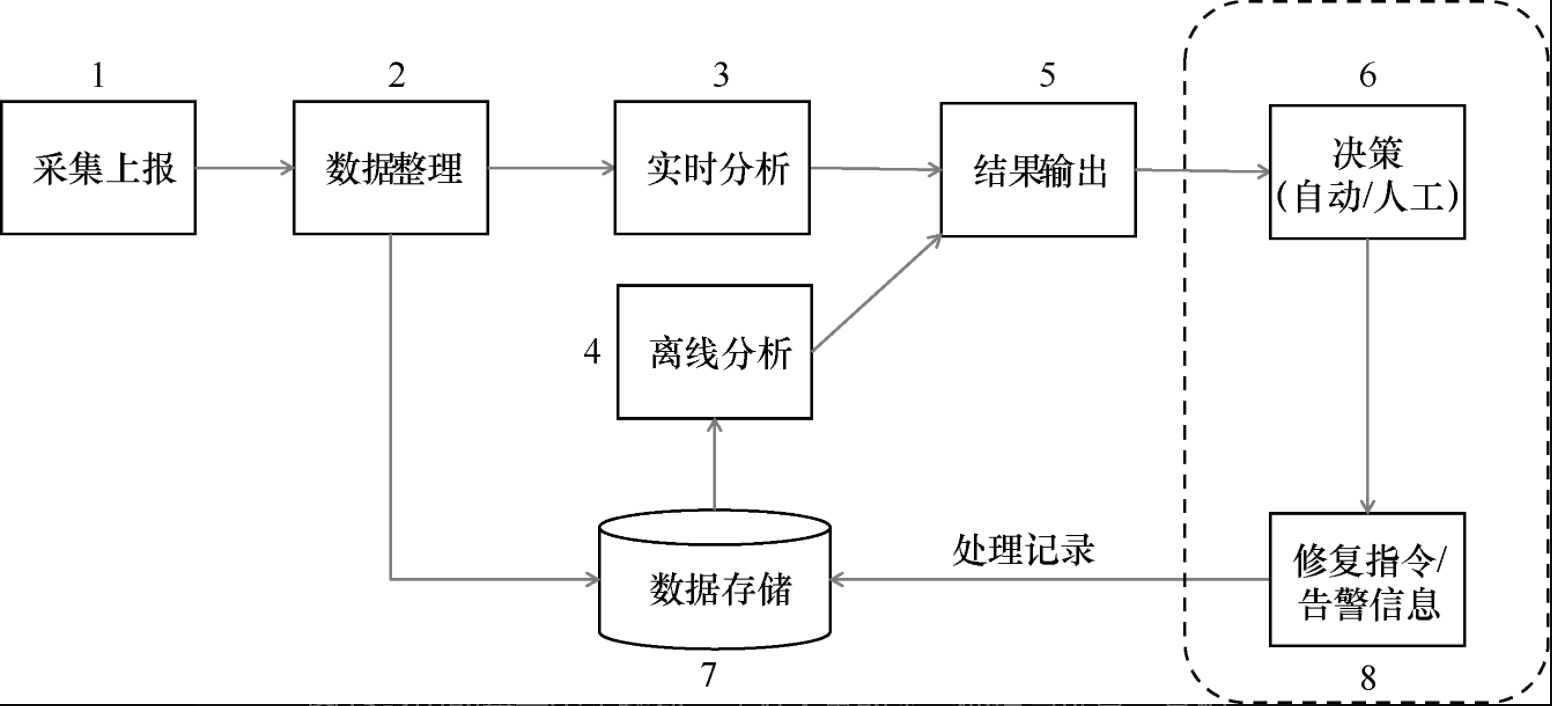 1
2
3
5
6
采集上报
数据整理
实时分析
结果输出
决策
(自动/人工)
4
离线分析
处理记录
数据存储
修复指令/
告警信息
7
8